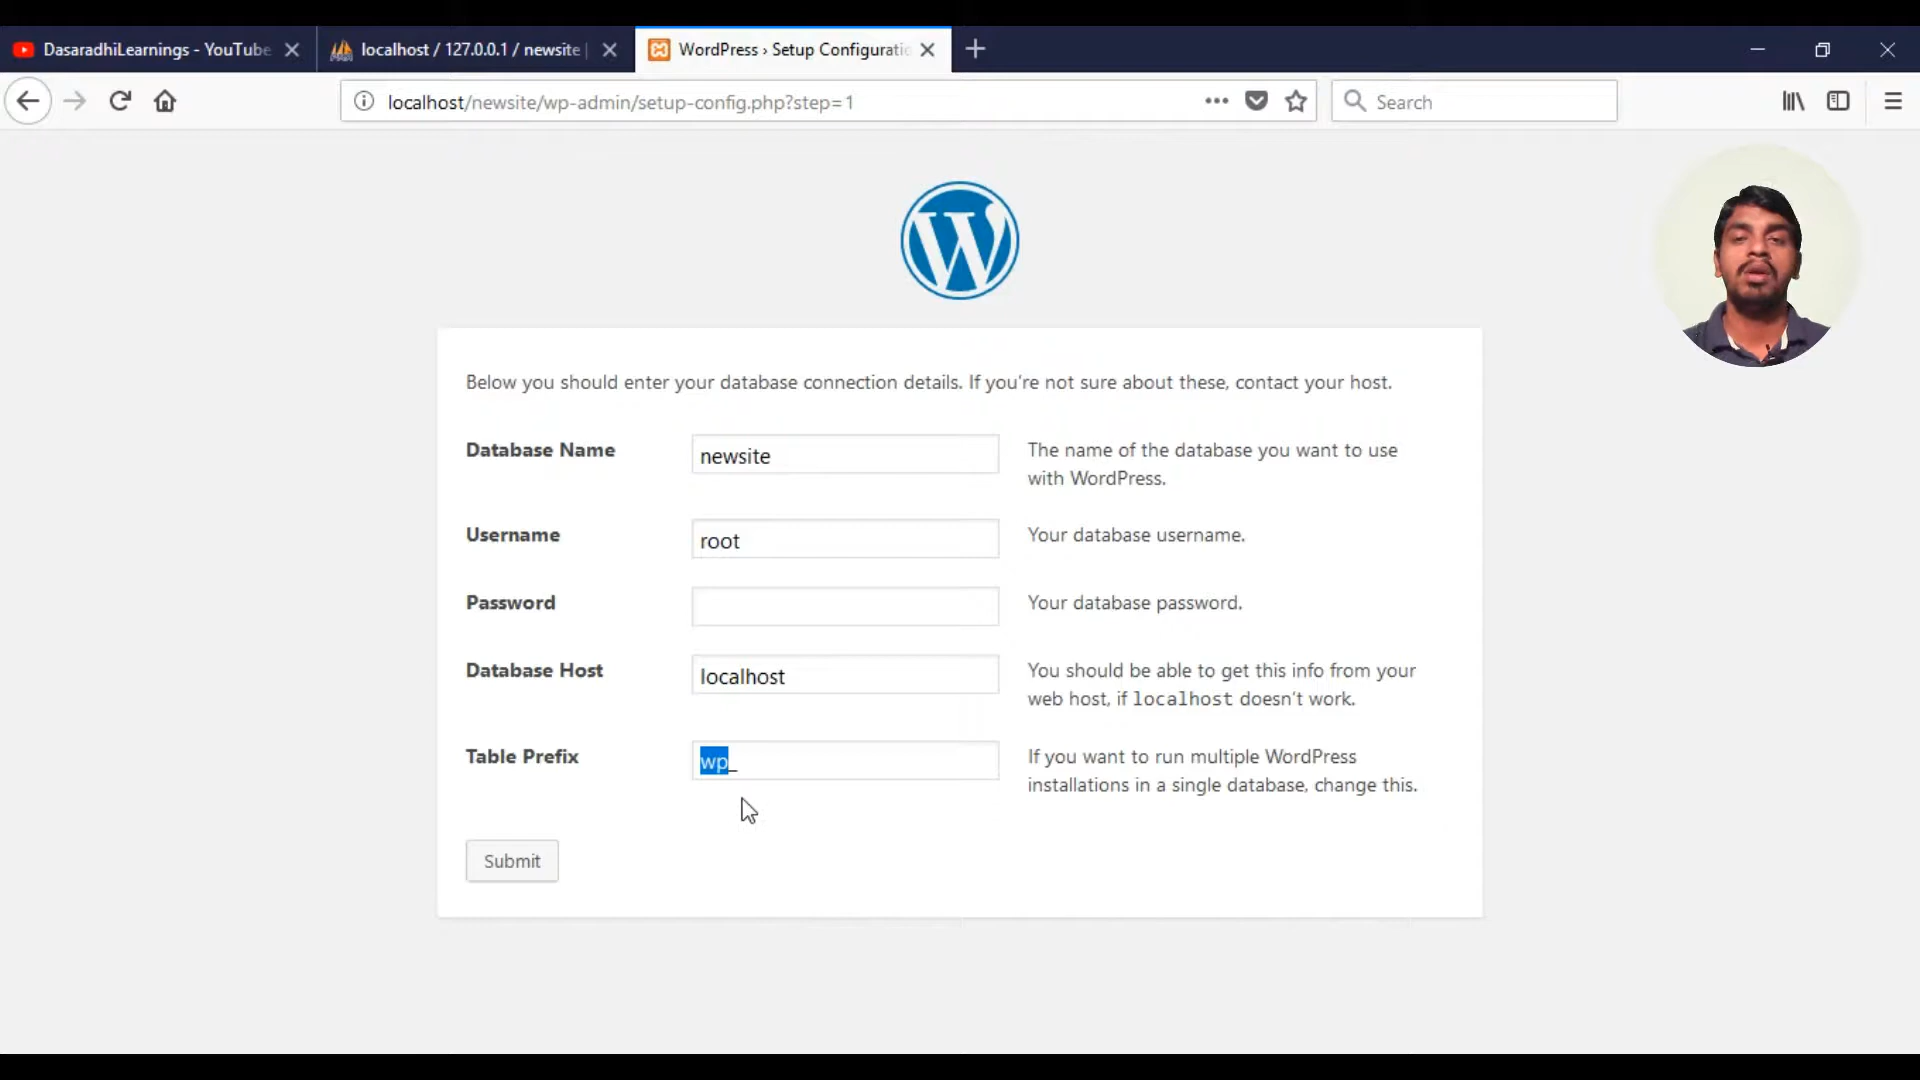 DasaradhiLearnings - YouTube
localhost / 127.0.0.1 / newsite |
WordPress › Setup Configuratio
localhost/newsite/wp-admin/setup-config.php?step=1
Search
Below you should enter your database connection details. If you're not sure about these, contact your host.
Database Name
newsite
The name of the database you want to use
with WordPress.
Username
root
Your database username.
Password
Your database password.
Database Host
localhost
You should be able to get this info from your
web host, if localhost doesn't work.
Table Prefix
wp_
If you want to run multiple WordPress
installations in a single database, change this.
Submit